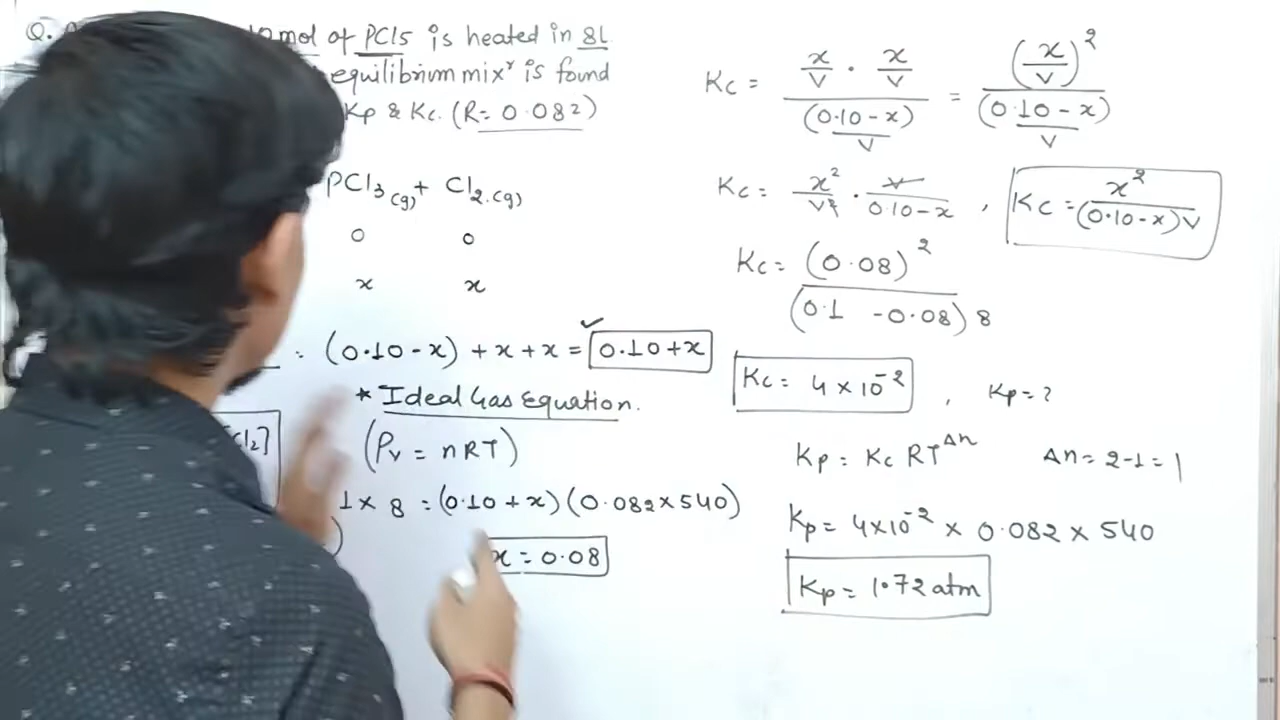 Q. mol of PCl5 is heated in 8L
equilibrium mixʳ is found
Kp & Kc. (R = 0.082)
PCl3(g) + Cl2(g)
0 0
x x
: (0.10 - x) + x + x = 0.10 + x ✓
* Ideal Gas Equation.
Cl2]
(Pv = nRT)
1 x 8 = (0.10 + x) (0.082 x 540)
)
x = 0.08
Kc = x/v · x/v / (0.10 - x)/v = (x/v)² / (0.10 - x)/v
Kc = x²/v² · v/0.10 - x , Kc = x²/(0.10 - x) v
Kc = (0.08)² / (0.1 - 0.08) 8
Kc = 4 x 10⁻² , Kp = ?
Kp = Kc RT^Δn Δn = 2 - 1 = 1
Kp = 4x10⁻² x 0.082 x 540
Kp = 1.72 atm